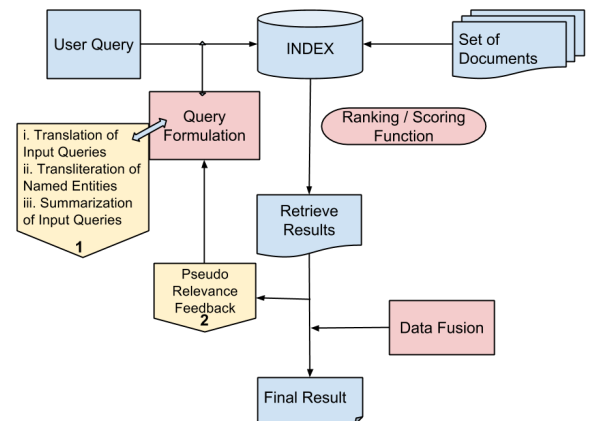 User Query
INDEX
Set of
Documents
Query
Formulation
Ranking / Scoring
Function
i. Translation of
Input Queries
ii. Transliteration of
Named Entities
iii. Summarization
of Input Queries
1
Retrieve
Results
Pseudo
Relevance
Feedback
2
Data Fusion
Final Result